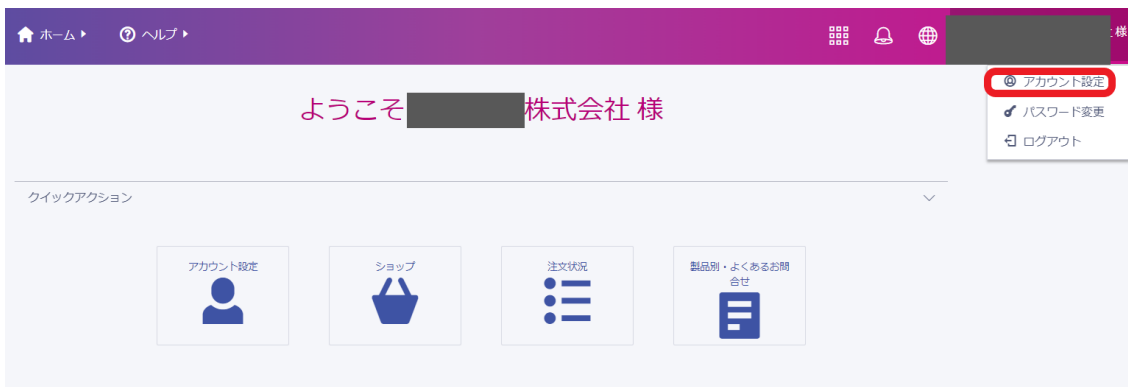 ホーム
ヘルプ
様
アカウント設定
パスワード変更
ログアウト
ようこそ 株式会社 様
クイックアクション
アカウント設定
ショップ
注文状況
製品別・よくあるお問
合せ